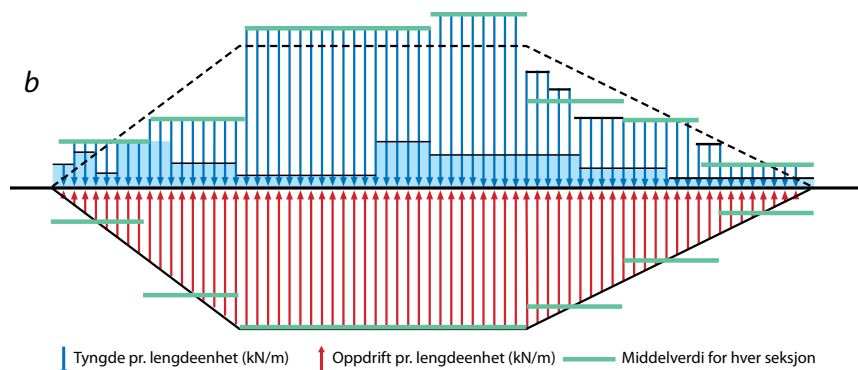 b
Tyngde pr. lengdeenhet (kN/m) Oppdrift pr. lengdeenhet (kN/m) Middelverdi for hver seksjon